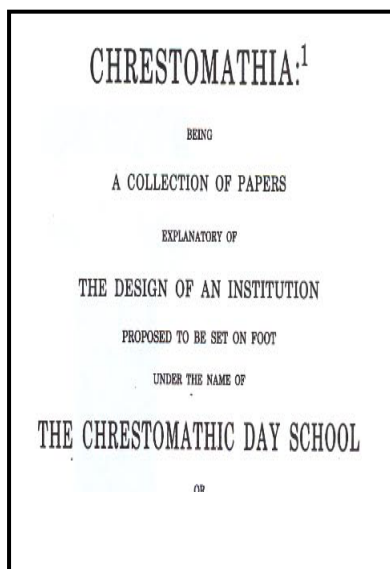 CHRESTOMATHIA:¹
BEING
A COLLECTION OF PAPERS
EXPLANATORY OF
THE DESIGN OF AN INSTITUTION
PROPOSED TO BE SET ON FOOT
UNDER THE NAME OF
THE CHRESTOMATHIC DAY SCHOOL
OR